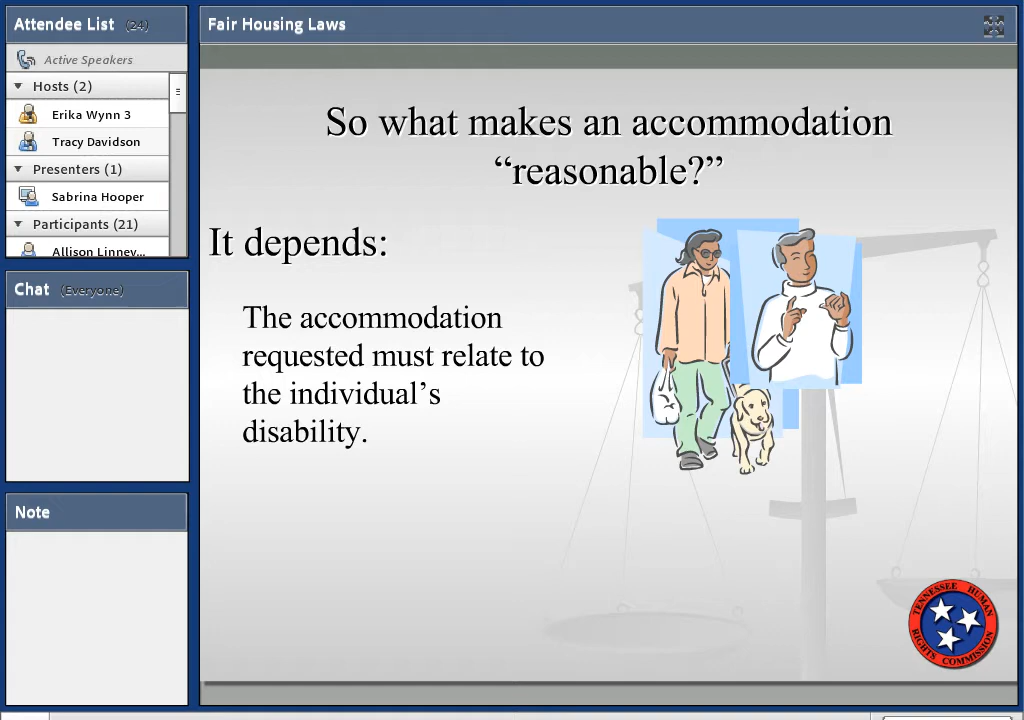 Attendee List (24)
Active Speakers
Hosts (2)
Erika Wynn 3
Tracy Davidson
Presenters (1)
Sabrina Hooper
Participants (21)
Allison Linney...
Chat (Everyone)
Note
Fair Housing Laws
So what makes an accommodation
“reasonable?”
It depends:
The accommodation
requested must relate to
the individual’s
disability.
TENNESSEE HUMAN
RIGHTS COMMISSION